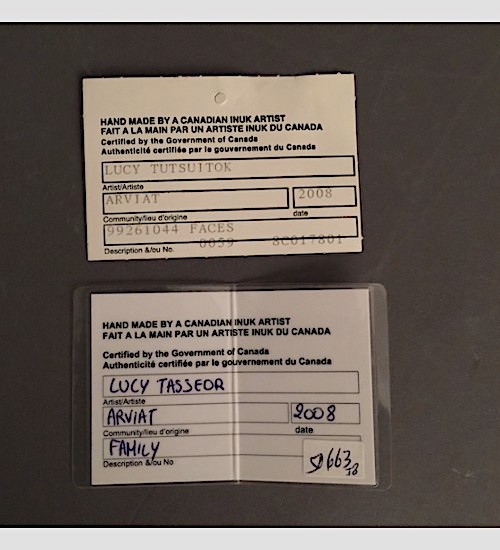 HAND MADE BY A CANADIAN INUK ARTIST
FAIT A LA MAIN PAR UN ARTISTE INUK DU CANADA
Certified by the Government of Canada
Authenticité certifiée par le gouvernement du Canada
LUCY TUTSUITOK
Artist/Artiste
ARVIAT 2008
Community/lieu d'origine date
99261044 FACES
Description &/ou No. 0059 8C017801
HAND MADE BY A CANADIAN INUK ARTIST
FAIT A LA MAIN PAR UN ARTISTE INUK DU CANADA
Certified by the Government of Canada
Authenticité certifiée par le gouvernement du Canada
LUCY TASSEOR
Artist/Artiste
ARVIAT 2008
Community/lieu d'origine date
FAMILY
Description &/ou No